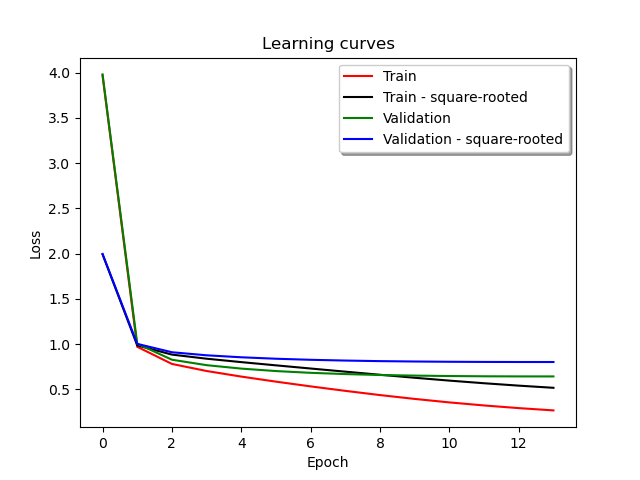 Learning curves
Train
Train - square-rooted
Validation
Validation - square-rooted
4.0
3.5
3.0
2.5
2.0
1.5
1.0
0.5
Loss
0 2 4 6 8 10 12
Epoch